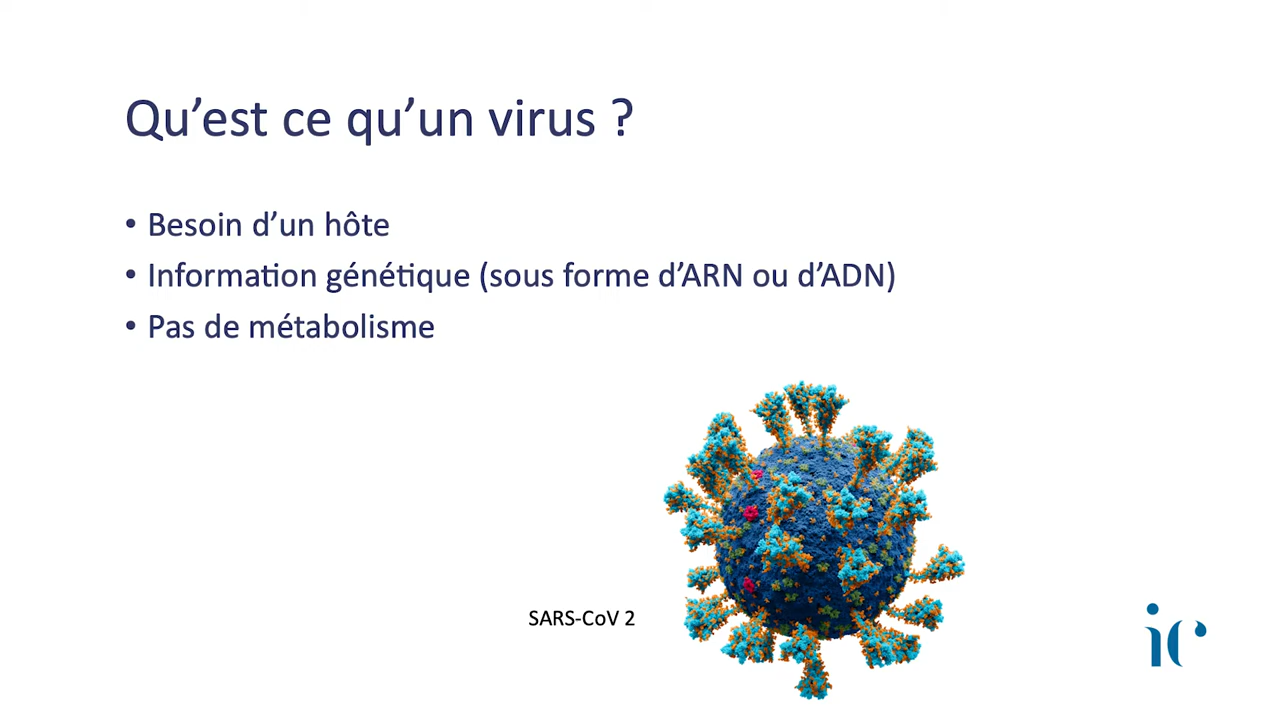 Qu’est ce qu’un virus ?
• Besoin d’un hôte
• Information génétique (sous forme d’ARN ou d’ADN)
• Pas de métabolisme
SARS-CoV 2
ic